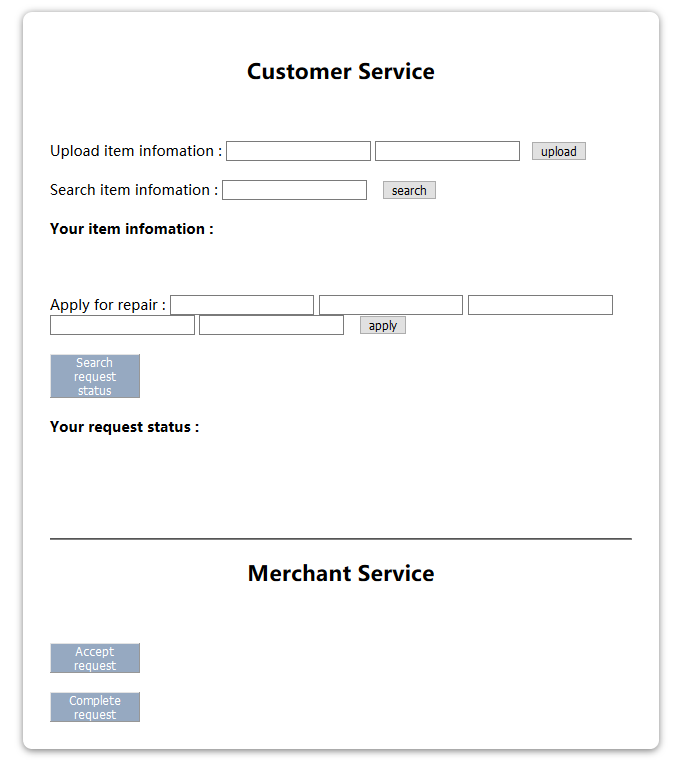 Customer Service
Upload item infomation : upload
Search item infomation : search
Your item infomation :
Apply for repair :
apply
Search
request
status
Your request status :
Merchant Service
Accept
request
Complete
request